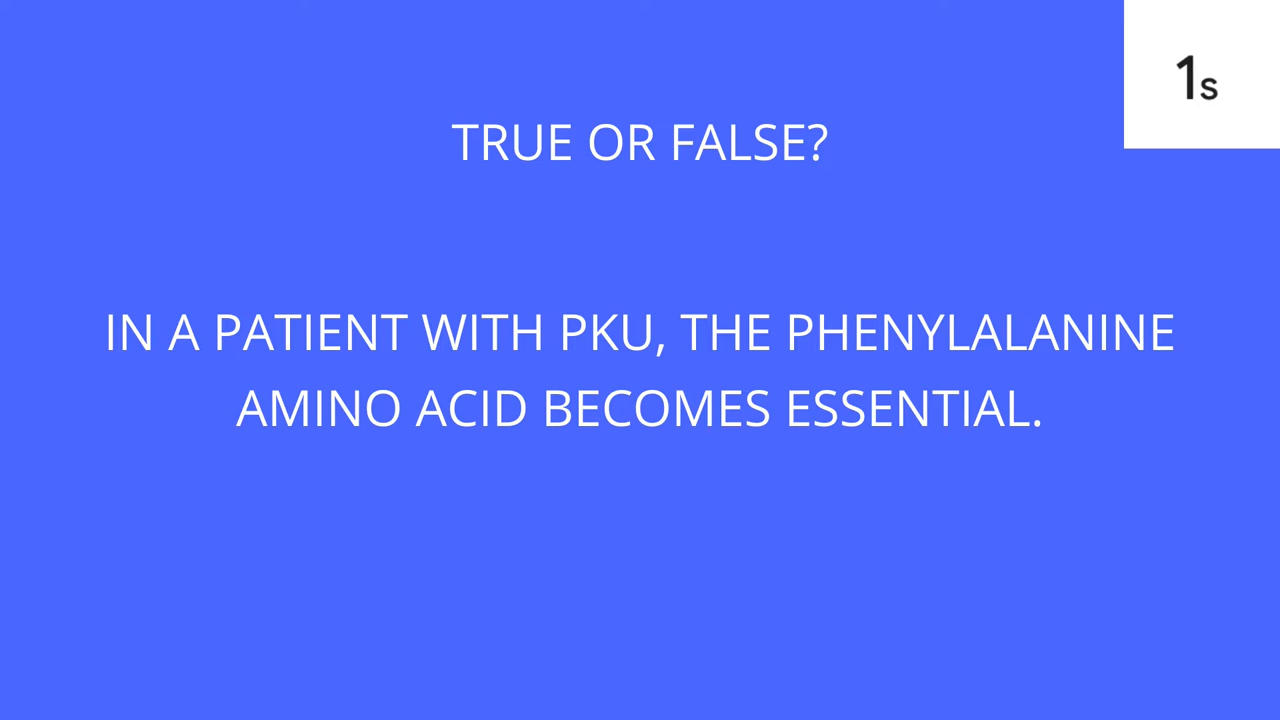 1s
TRUE OR FALSE?
IN A PATIENT WITH PKU, THE PHENYLALANINE
AMINO ACID BECOMES ESSENTIAL.